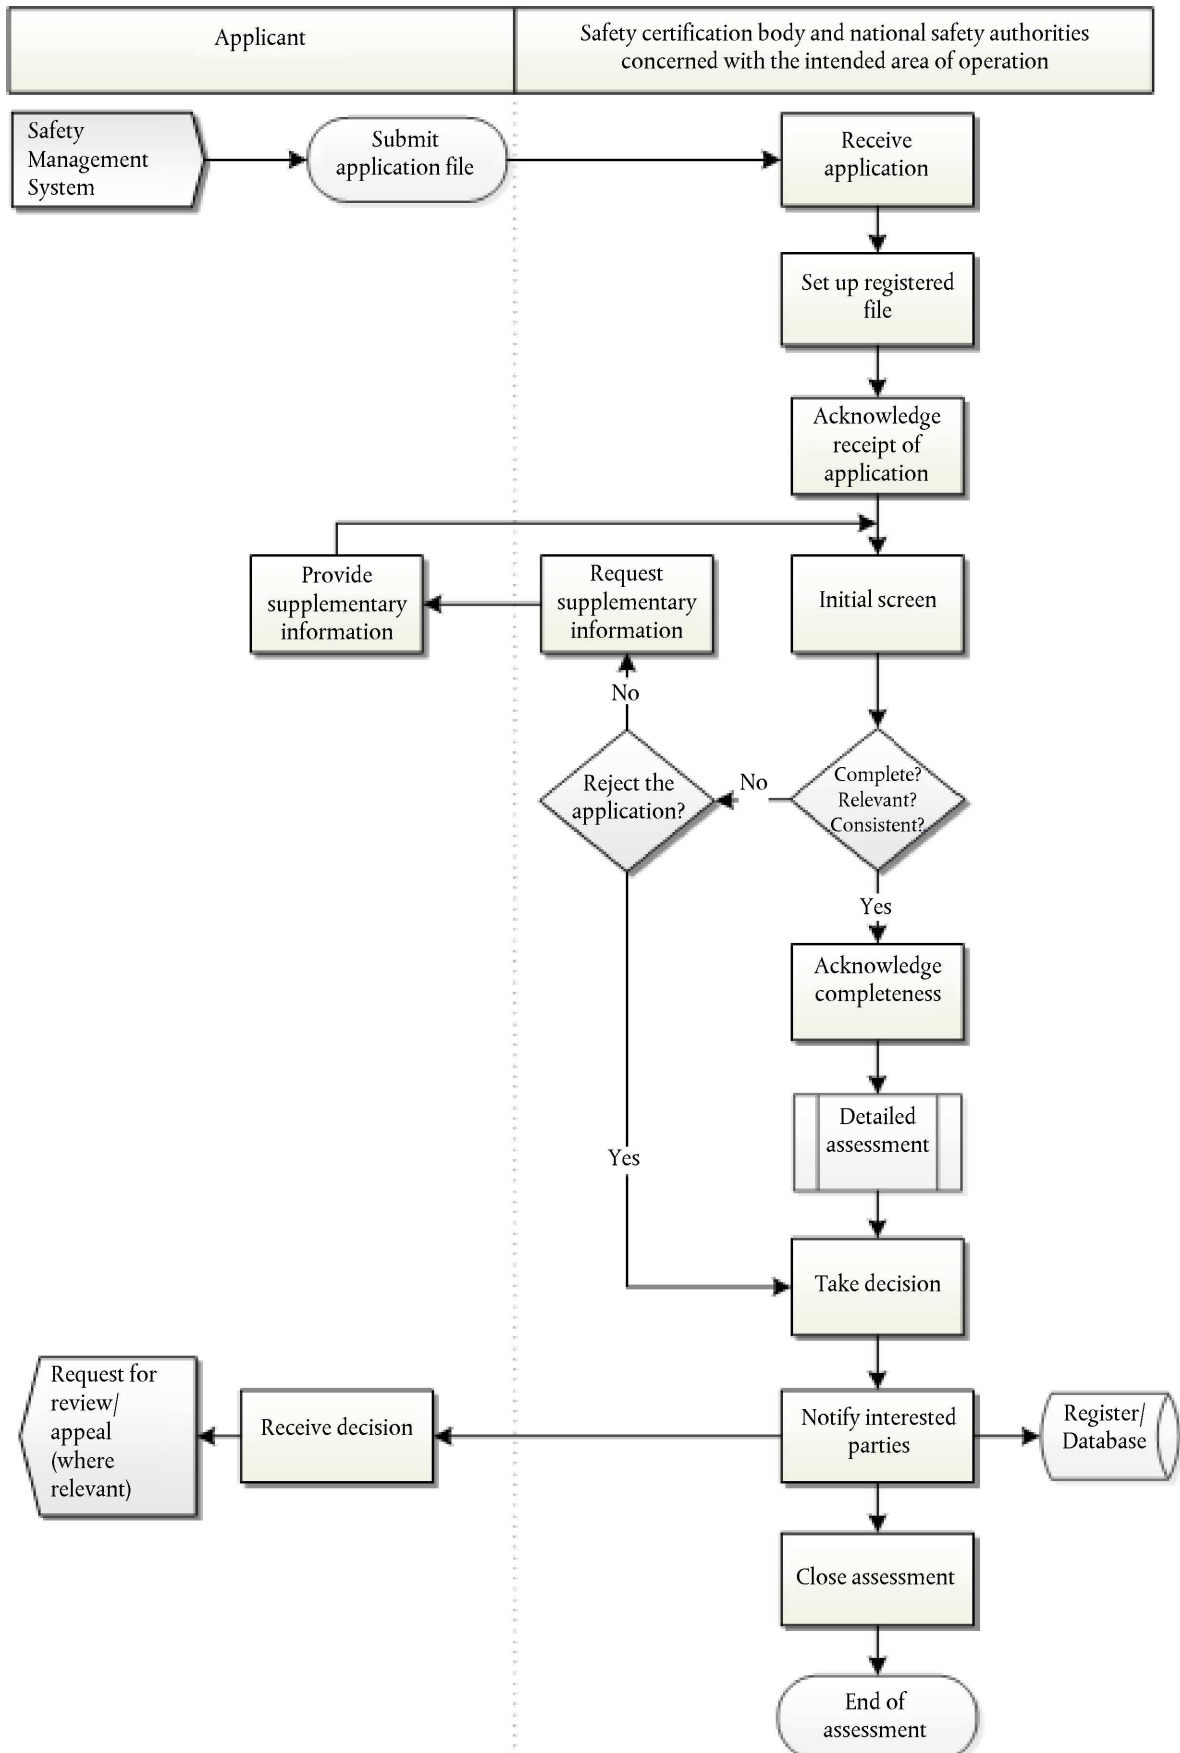 Applicant
Safety certification body and national safety authorities
concerned with the intended area of operation
Safety
Management
System
Submit
application file
Receive
application
Set up registered
file
Acknowledge
receipt of
application
Provide
supplementary
information
Request
supplementary
information
Initial screen
No
Reject the
application?
No
Complete?
Relevant?
Consistent?
Yes
Acknowledge
completeness
Detailed
assessment
Yes
Take decision
Request for
review/
appeal
(where
relevant)
Receive decision
Notify interested
parties
Register/
Database
Close assessment
End of
assessment